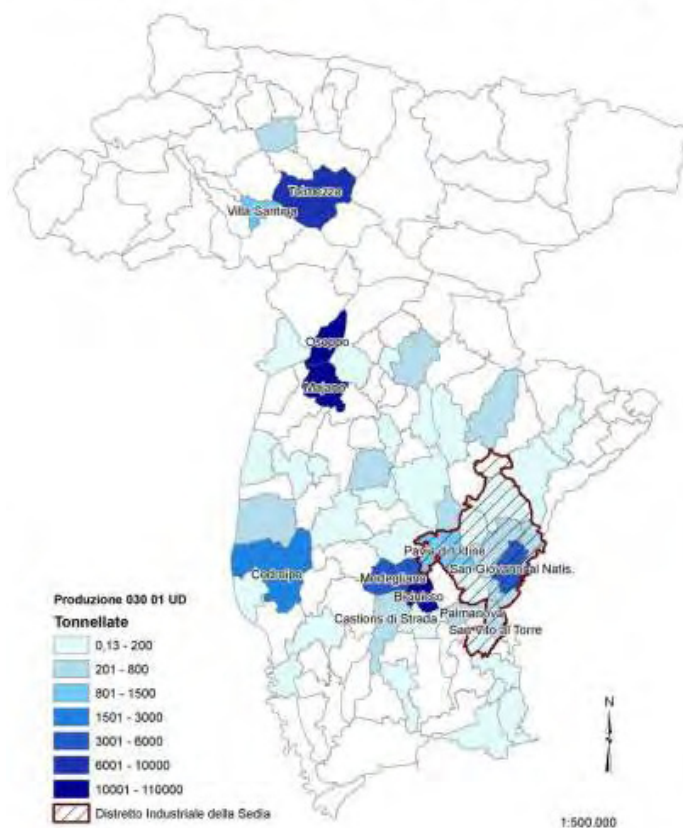 Tolmezzo
Villa Santina
Osoppo
Majano
Pavia di Udine
Codroipo
Mortegliano
San Giovanni al Natis.
Bicinicco
Castions di Strada
Palmanova
San Vito al Torre
Produzione 030 01 UD
Tonnellate
0,13 - 200
201 - 800
801 - 1500
1501 - 3000
3001 - 6000
6001 - 10000
10001 - 110000
Distretto Industriale della Sedia
N
1:500.000